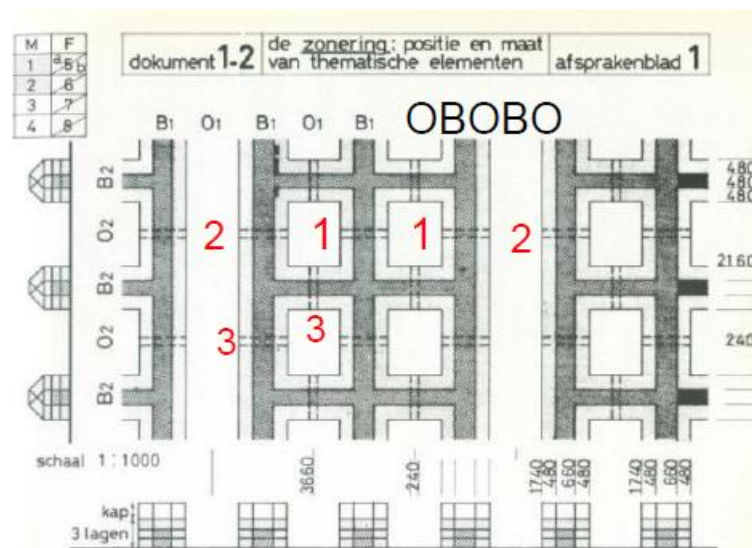 M F
1 a 5 b
2 6
3 7
4 8
dokument 1-2
de zonering: positie en maat
van thematische elementen
afsprakenblad 1
B1 O1 B1 O1 B1 OBOBO
B2
O2
B2
O2
B2
2 1 1 2
3 3
480
480
480
2160
240
schaal 1:1000
3660
240
1740
480
660
480
1740
480
660
480
kap
3 lagen